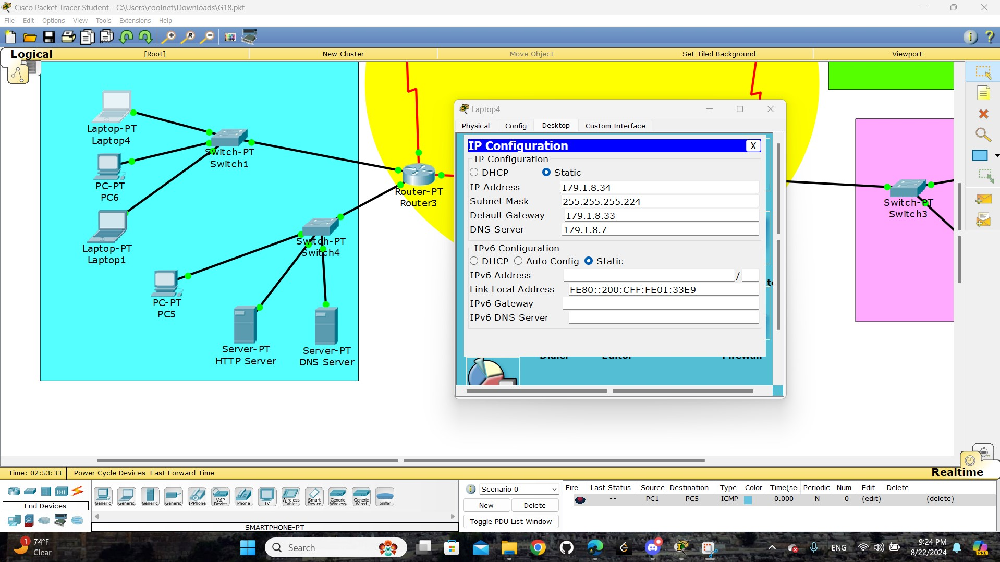 Cisco Packet Tracer Student - C:\Users\coolnet\Downloads\G18.pkt
File Edit Options View Tools Extensions Help
Logical [Root] New Cluster Move Object Set Tiled Background Viewport
Laptop-PT
Laptop4
Switch-PT
Switch1
PC-PT
PC6
Laptop-PT
Laptop1
Router-PT
Router3
Switch-PT
Switch4
PC-PT
PC5
Server-PT
HTTP Server
Server-PT
DNS Server
Switch-PT
Switch3
Laptop4
Physical Config Desktop Custom Interface
IP Configuration X
IP Configuration
DHCP Static
IP Address 179.1.8.34
Subnet Mask 255.255.255.224
Default Gateway 179.1.8.33
DNS Server 179.1.8.7
IPv6 Configuration
DHCP Auto Config Static
IPv6 Address /
Link Local Address FE80::200:CFF:FE01:33E9
IPv6 Gateway
IPv6 DNS Server
Dialer Editor Firewall
Time: 02:53:33 Power Cycle Devices Fast Forward Time
Realtime
End Devices
Generic Generic Generic Generic IPPhone VoIP Device Phone TV Wireless Tablet Smart Device Generic Wireless Generic Wired Sniffer
SMARTPHONE-PT
Scenario 0
New Delete
Toggle PDU List Window
Fire Last Status Source Destination Type Color Time(sec Periodic Num Edit Delete
-- PC1 PC5 ICMP 0.000 N 0 (edit) (delete)
1 74°F
Clear
Search
ENG
9:24 PM
8/22/2024
PRE